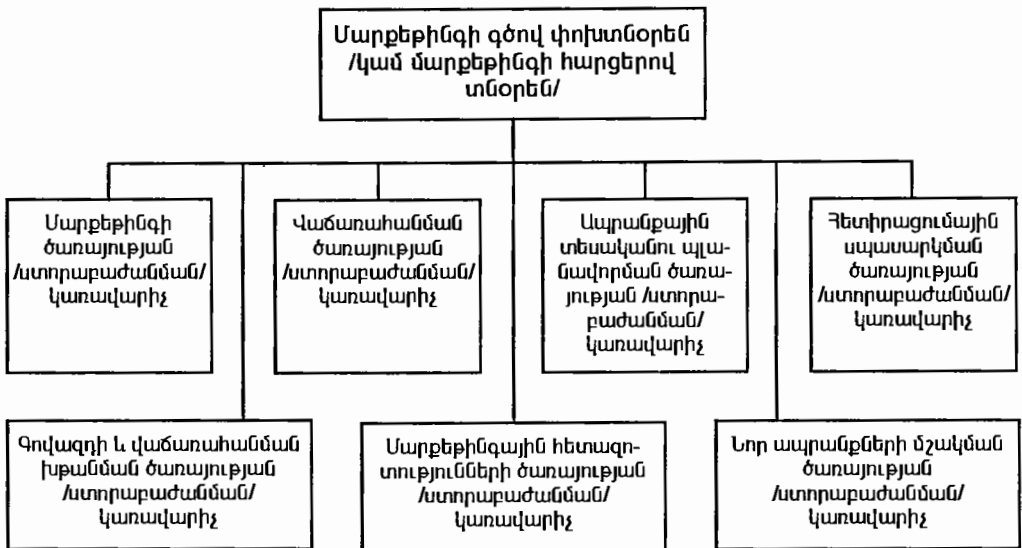 Մարքեթինգի գծով փոխտնօրեն
/կամ մարքեթինգի հարցերով
տնօրեն/
Մարքեթինգի
ծառայության
/ստորաբաժանման/
կառավարիչ
Վաճառահանման
ծառայության
/ստորաբաժանման/
կառավարիչ
Ապրանքային
տեսականու պլա-
նավորման ծառա-
յության /ստորա-
բաժանման/
կառավարիչ
Հետիրացումային
սպասարկման
ծառայության
/ստորաբաժանման/
կառավարիչ
Գովազդի և վաճառահանման
խթանման ծառայության
/ստորաբաժանման/
կառավարիչ
Մարքեթինգային հետազո-
տությունների ծառայության
/ստորաբաժանման/
կառավարիչ
Նոր ապրանքների մշակման
ծառայության
/ստորաբաժանման/
կառավարիչ